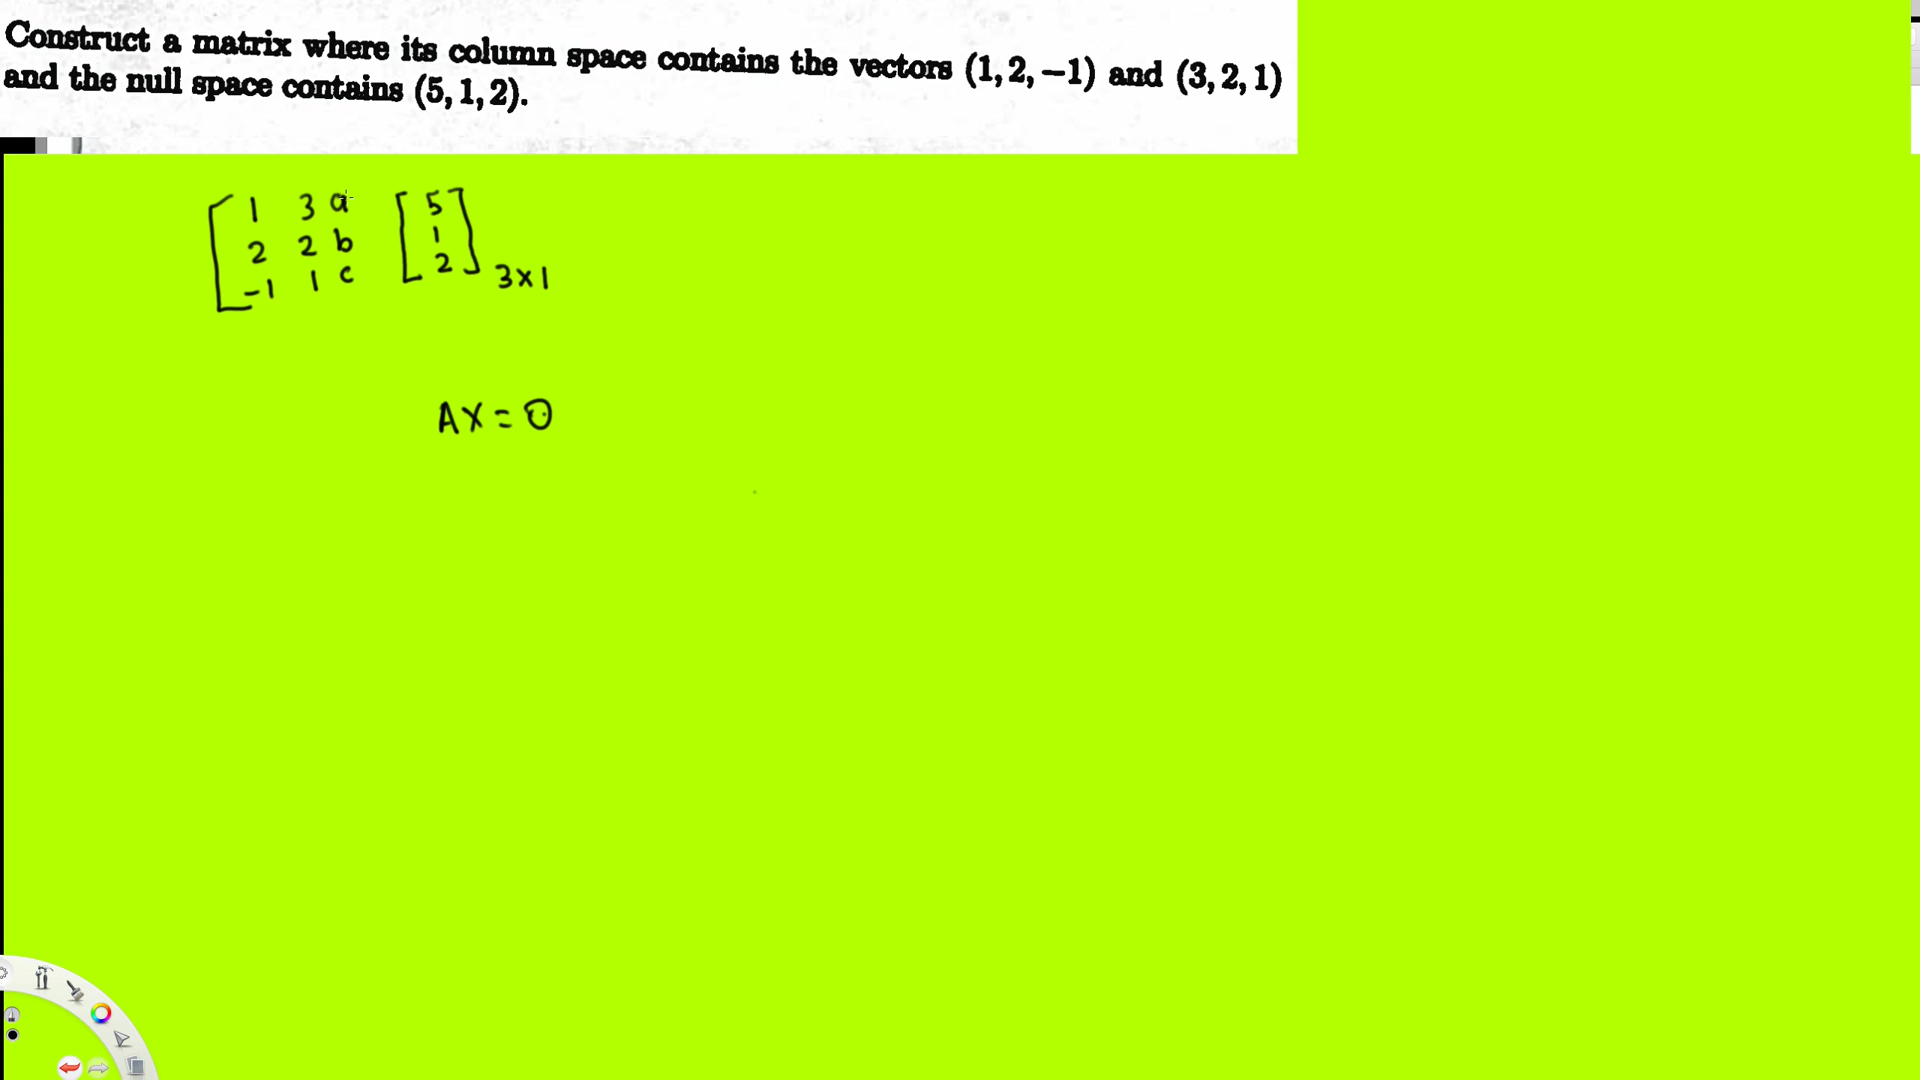 Construct a matrix where its column space contains the vectors (1, 2, −1) and (3, 2, 1)
and the null space contains (5, 1, 2).
1 3 a 5
2 2 b 1
-1 1 c 2
3x1
AX = 0